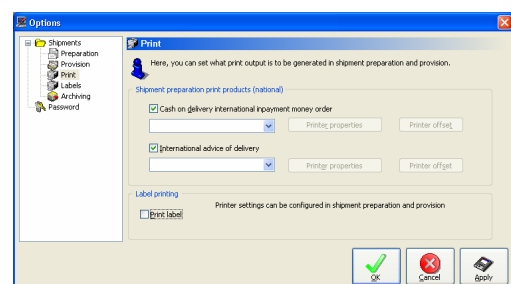 Options
Shipments
Preparation
Provision
Print
Labels
Archiving
Password
Print
Here, you can set what print output is to be generated in shipment preparation and provision.
Shipment preparation print products (national)
Cash on delivery international inpayment money order
Printer properties
Printer offset
International advice of delivery
Printer properties
Printer offset
Label printing
Printer settings can be configured in shipment preparation and provision
Print label
OK
Cancel
Apply